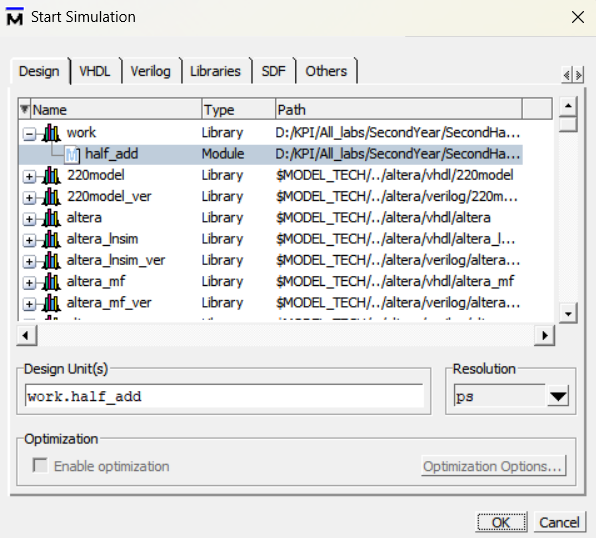 Start Simulation
Design VHDL Verilog Libraries SDF Others
Name Type Path
work Library D:/KPI/All_labs/SecondYear/SecondHa...
half_add Module D:/KPI/All_labs/SecondYear/SecondHa...
220model Library $MODEL_TECH/../altera/vhdl/220model
220model_ver Library $MODEL_TECH/../altera/verilog/220m...
altera Library $MODEL_TECH/../altera/vhdl/altera
altera_lnsim Library $MODEL_TECH/../altera/vhdl/altera_l...
altera_lnsim_ver Library $MODEL_TECH/../altera/verilog/altera...
altera_mf Library $MODEL_TECH/../altera/vhdl/altera_mf
altera_mf_ver Library $MODEL_TECH/../altera/verilog/altera...
Design Unit(s) Resolution
work.half_add ps
Optimization
Enable optimization Optimization Options...
OK Cancel